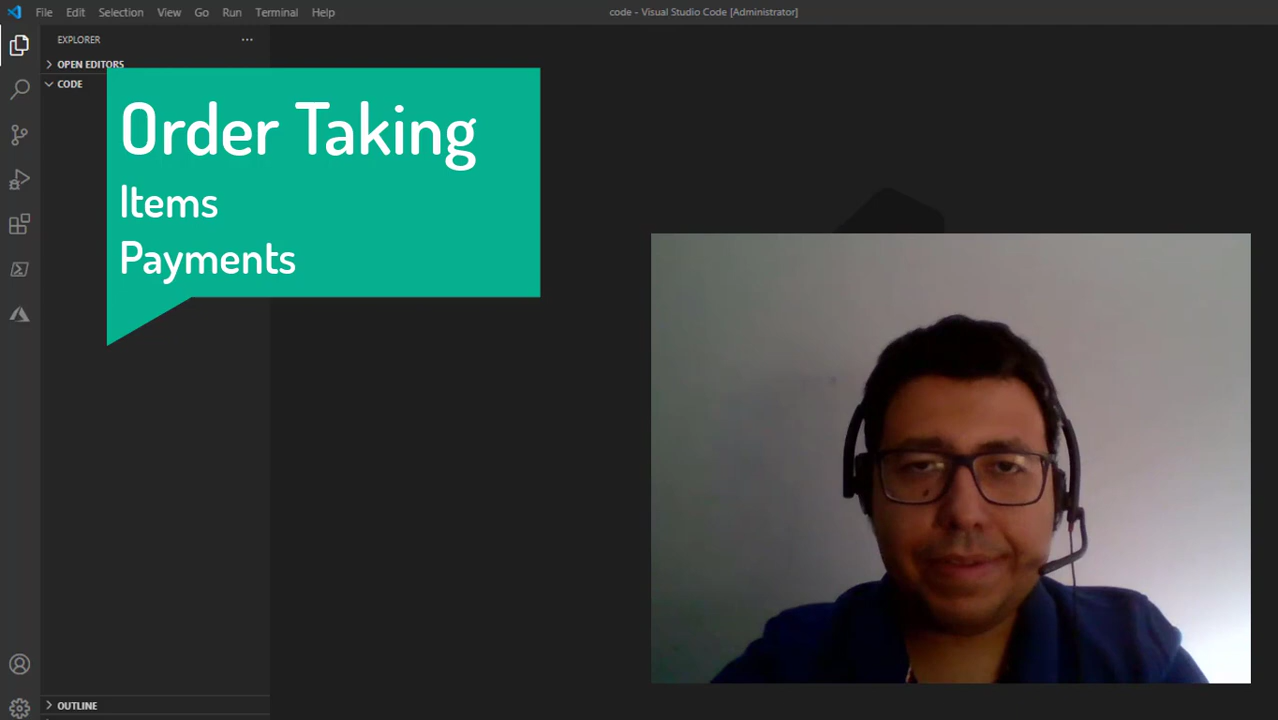 File Edit Selection View Go Run Terminal Help
code - Visual Studio Code [Administrator]
EXPLORER
OPEN EDITORS
CODE
Order Taking
Items
Payments
OUTLINE